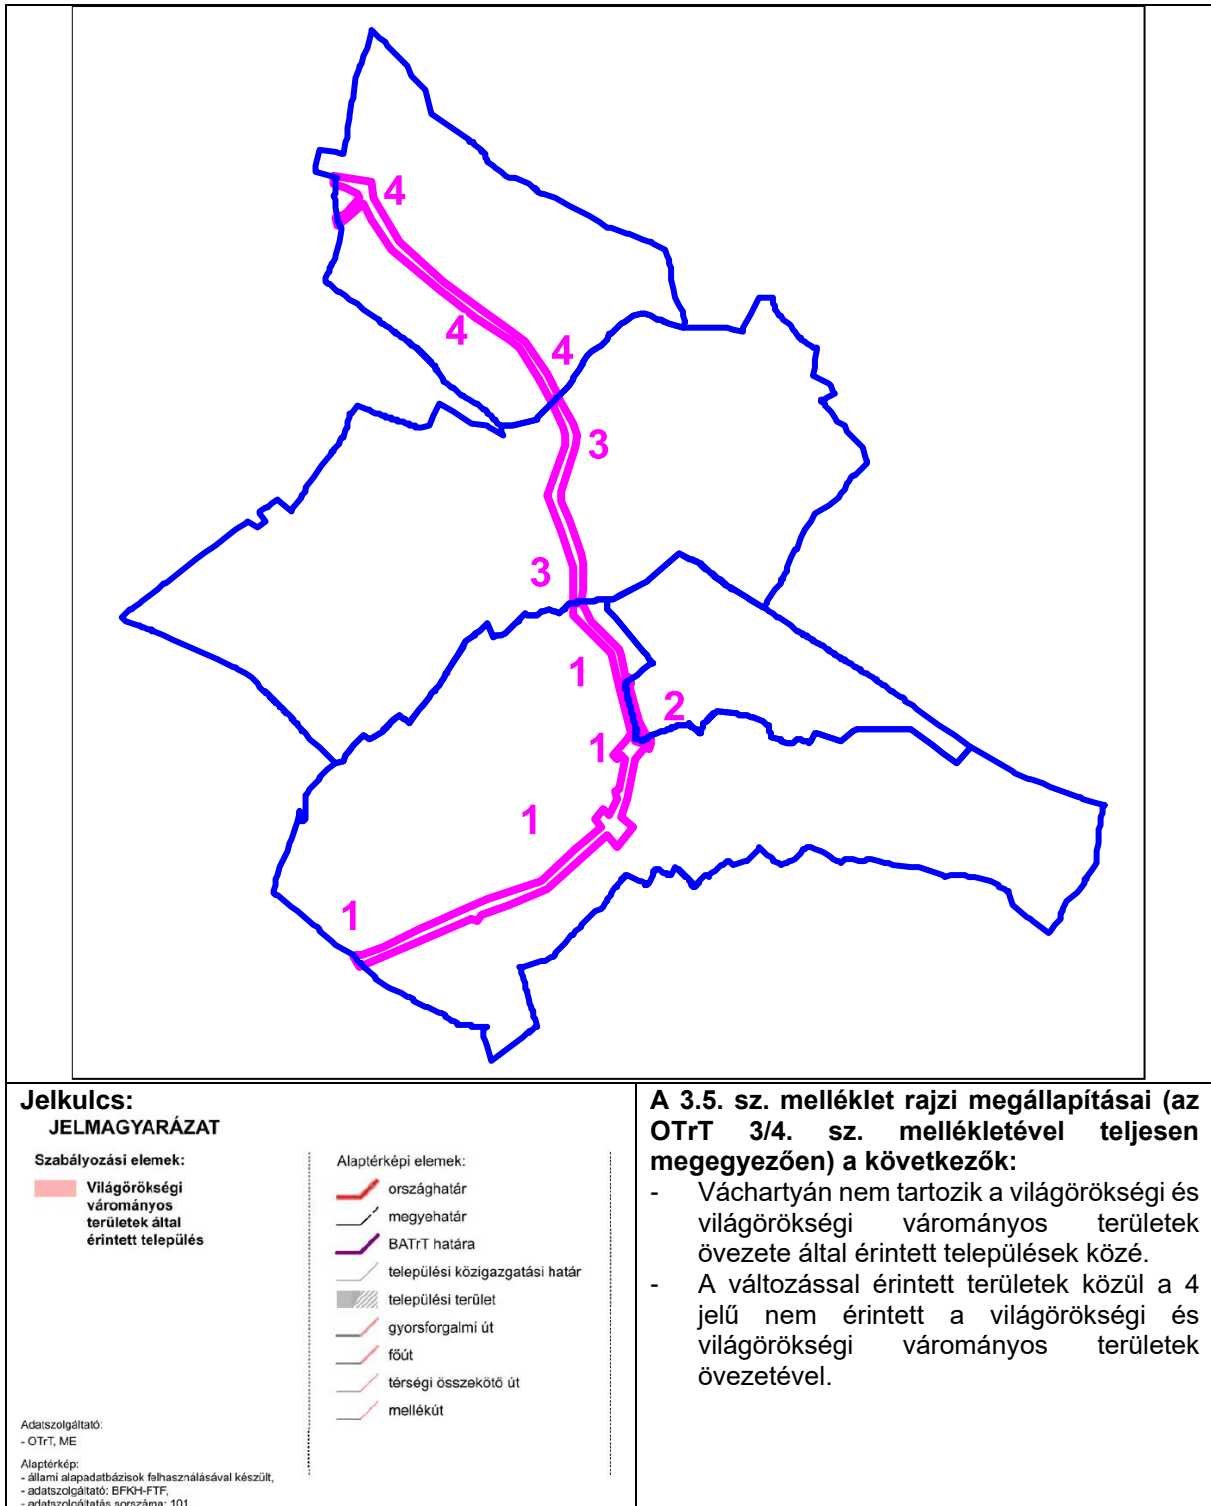 4
4
4
3
3
1
2
1
1
1
Jelkulcs:
JELMAGYARÁZAT
Szabályozási elemek:
Világörökségi
várományos
területek által
érintett település
Adatszolgáltató:
- OTrT, ME
Alaptérkép:
- állami alapadatbázisok felhasználásával készült,
- adatszolgáltató: BFKH-FTF,
- adatszolgáltatás sorszáma: 101
Alaptérképi elemek:
országhatár
megyehatár
BATrT határa
települési közigazgatási határ
települési terület
gyorsforgalmi út
főút
térségi összekötő út
mellékút
A 3.5. sz. melléklet rajzi megállapításai (az
OTrT 3/4. sz. mellékletével teljesen
megegyezően) a következők:
- Váchartyán nem tartozik a világörökségi és
világörökségi várományos területek
övezete által érintett települések közé.
- A változással érintett területek közül a 4
jelű nem érintett a világörökségi és
világörökségi várományos területek
övezetével.